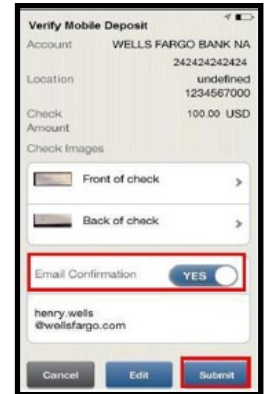 Verify Mobile Deposit
Account WELLS FARGO BANK NA
242424242424
Location undefined
1234567000
Check
Amount 100.00 USD
Check Images
Front of check
Back of check
Email Confirmation YES
henry.wells
@wellsfargo.com
Cancel Edit Submit